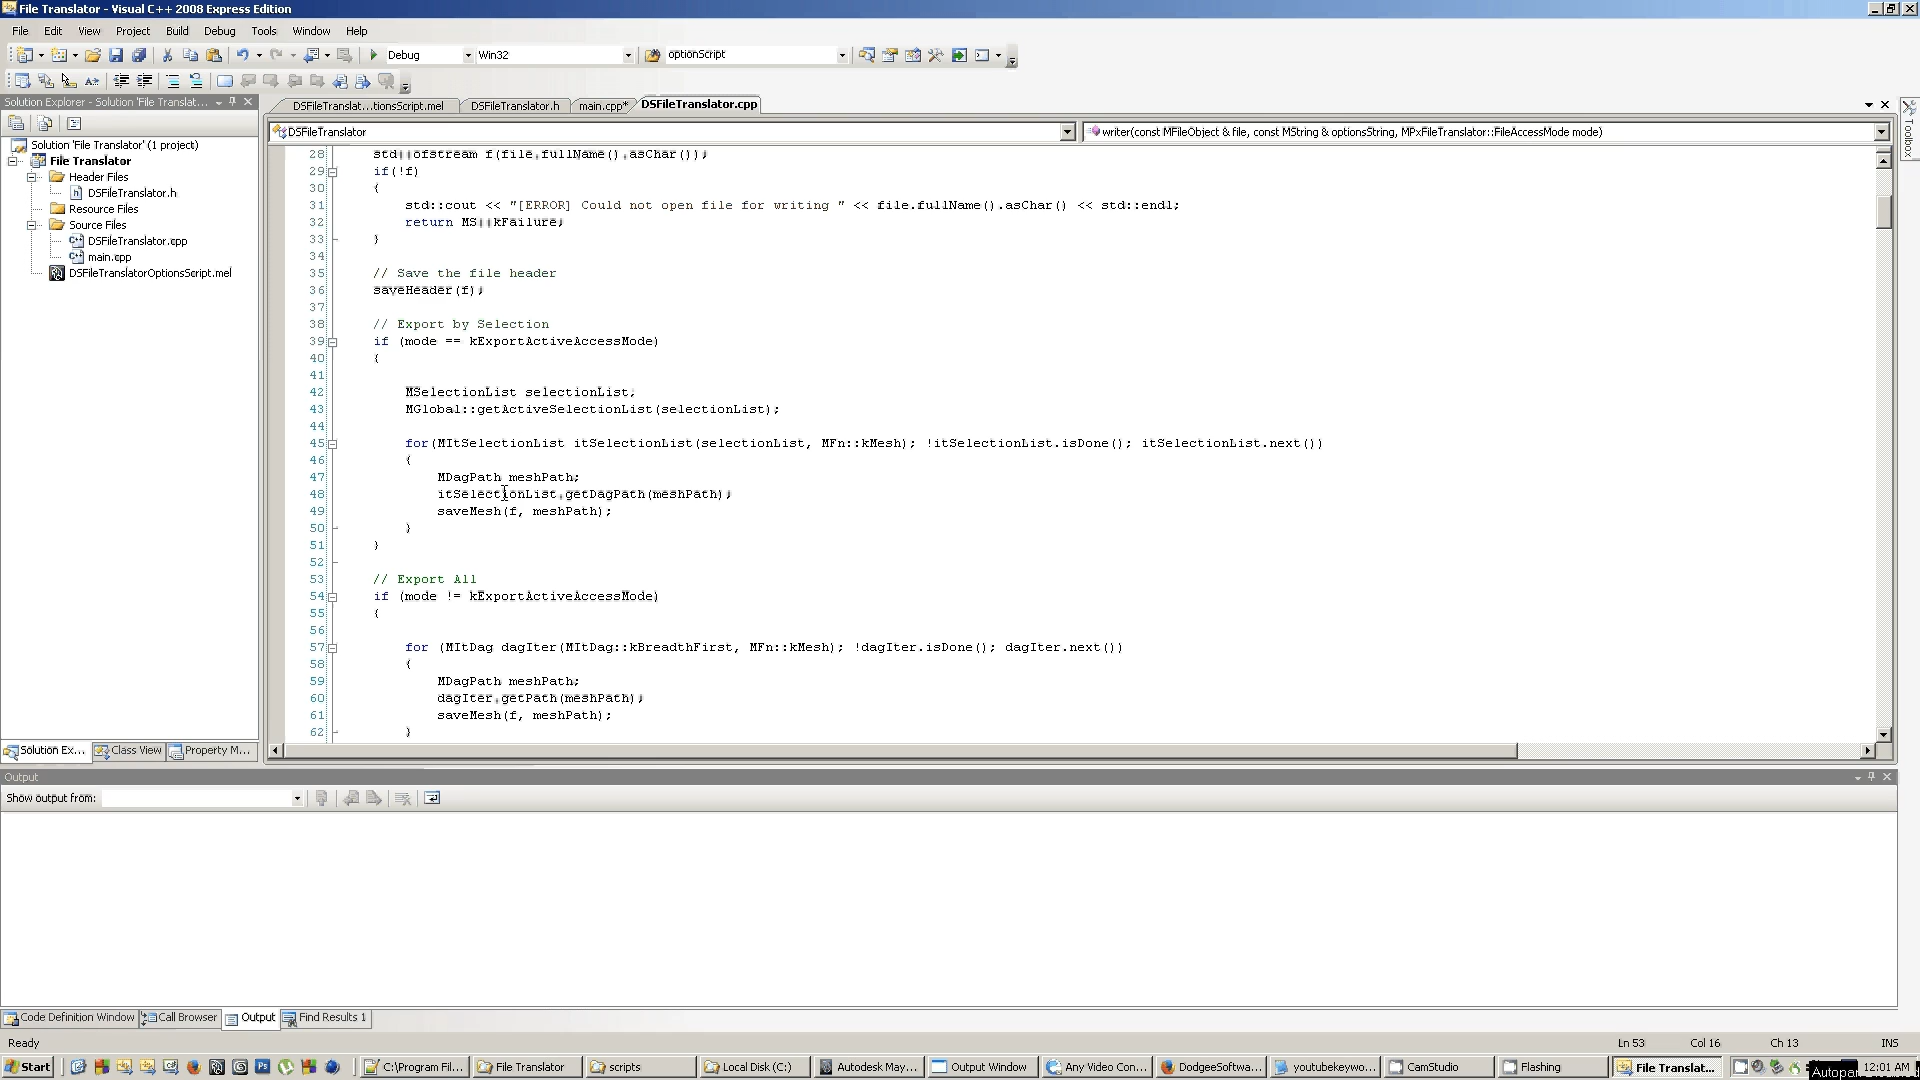 File Translator - Visual C++ 2008 Express Edition
File Edit View Project Build Debug Tools Window Help
Debug Win32 optionScript
Solution Explorer - Solution 'File Translat...
DSFileTranslat...tionsScript.mel DSFileTranslator.h main.cpp* DSFileTranslator.cpp
DSFileTranslator writer(const MFileObject & file, const MString & optionsString, MPxFileTranslator::FileAccessMode mode)
Toolbox
Solution 'File Translator' (1 project)
File Translator
Header Files
DSFileTranslator.h
Resource Files
Source Files
DSFileTranslator.cpp
main.cpp
DSFileTranslatorOptionsScript.mel
28 std::ofstream f(file.fullName().asChar());
29 if(!f)
30 {
31 std::cout << "[ERROR] Could not open file for writing " << file.fullName().asChar() << std::endl;
32 return MS::kFailure;
33 }
34
35 // Save the file header
36 saveHeader(f);
37
38 // Export by Selection
39 if (mode == kExportActiveAccessMode)
40 {
41
42 MSelectionList selectionList;
43 MGlobal::getActiveSelectionList(selectionList);
44
45 for(MItSelectionList itSelectionList(selectionList, MFn::kMesh); !itSelectionList.isDone(); itSelectionList.next())
46 {
47 MDagPath meshPath;
48 itSelectionList.getDagPath(meshPath);
49 saveMesh(f, meshPath);
50 }
51 }
52
53 // Export All
54 if (mode != kExportActiveAccessMode)
55 {
56
57 for (MItDag dagIter(MItDag::kBreadthFirst, MFn::kMesh); !dagIter.isDone(); dagIter.next())
58 {
59 MDagPath meshPath;
60 dagIter.getPath(meshPath);
61 saveMesh(f, meshPath);
62 }
Solution Ex... Class View Property M...
Output
Show output from:
Code Definition Window Call Browser Output Find Results 1
Ready Ln 53 Col 16 Ch 13 INS
Start C:\Program Fil... File Translator scripts Local Disk (C:) Autodesk May... Output Window Any Video Con... DodgeeSoftwa... youtubekeywo... CamStudio Flashing File Translat... 12:01 AM